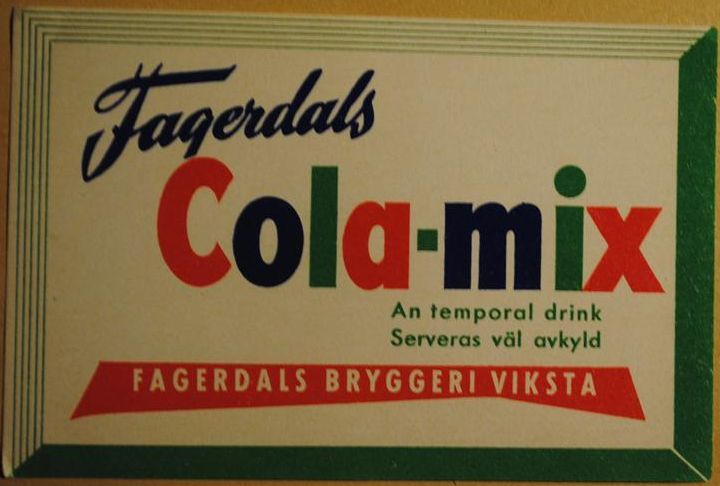 Fagerdals
Cola-mix
An temporal drink
Serveras väl avkyld
FAGERDALS BRYGGERI VIKSTA